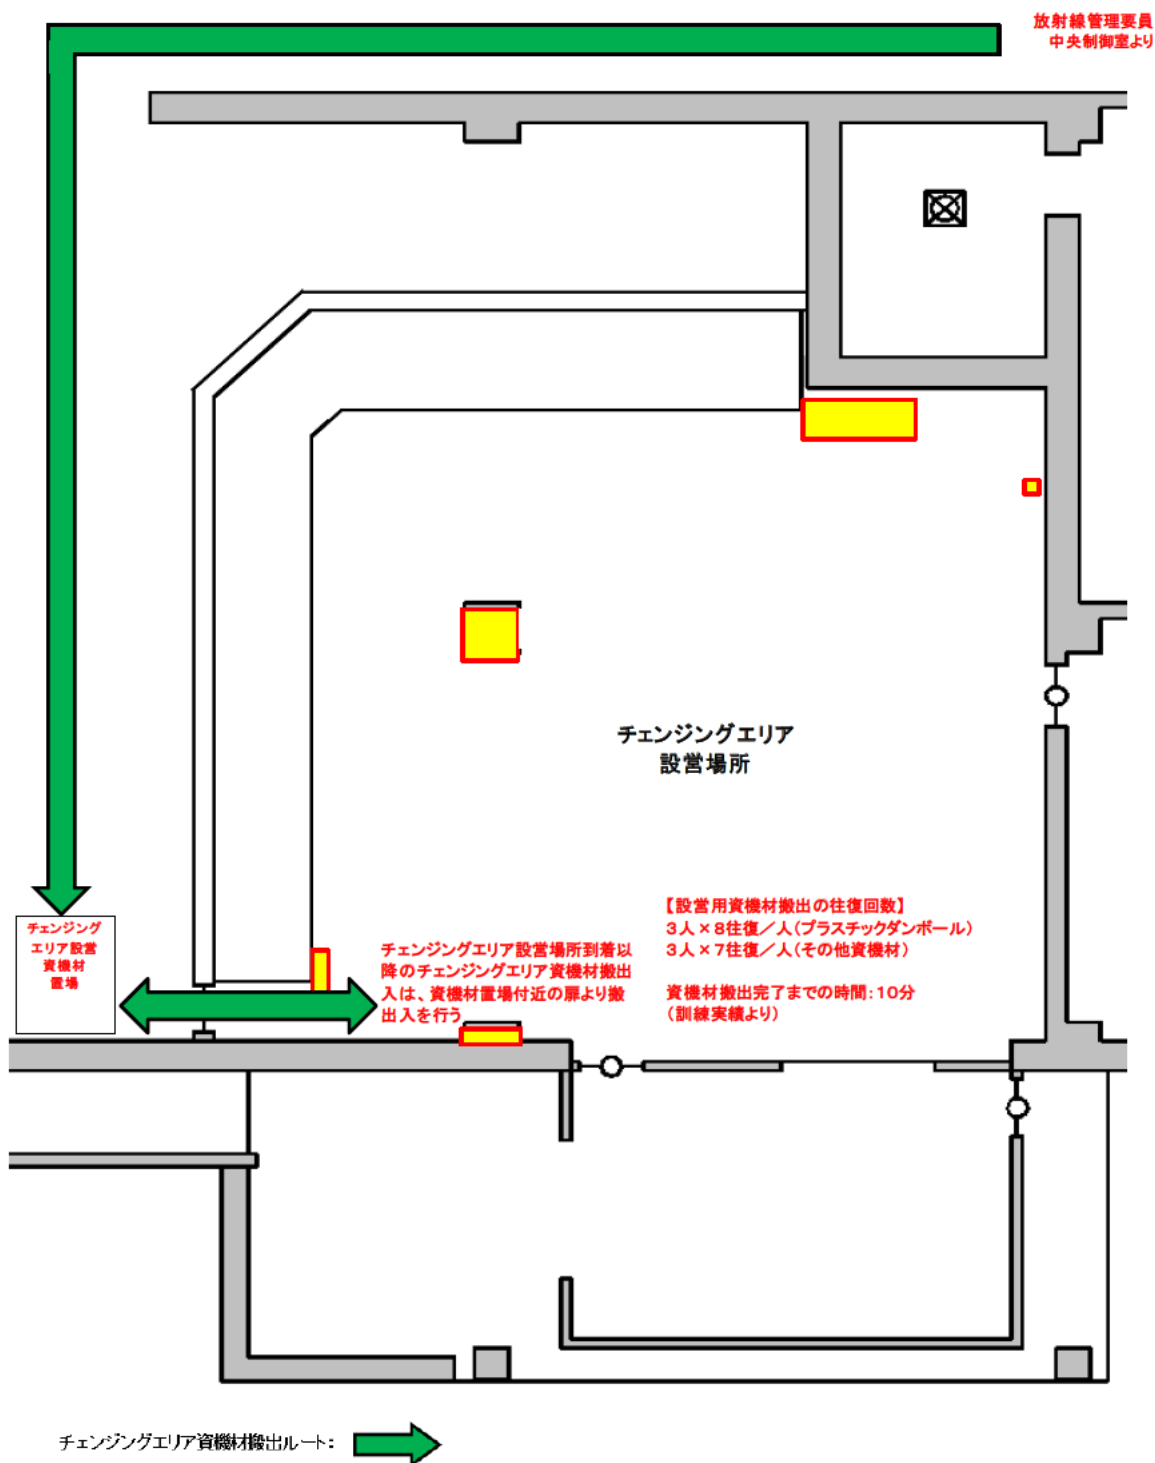 放射線管理要員
中央制御室より
チェンジングエリア
設営場所
チェンジング
エリア設営
資機材
置場
チェンジングエリア設営場所到着以
降のチェンジングエリア資機材搬出
入は、資機材置場付近の扉より搬
出入を行う
【設営用資機材搬出の往復回数】
3人×8往復／人(プラスチックダンボール)
3人×7往復／人(その他資機材)
資機材搬出完了までの時間:10分
(訓練実績より)
チェンジングエリア資機材搬出ルート: